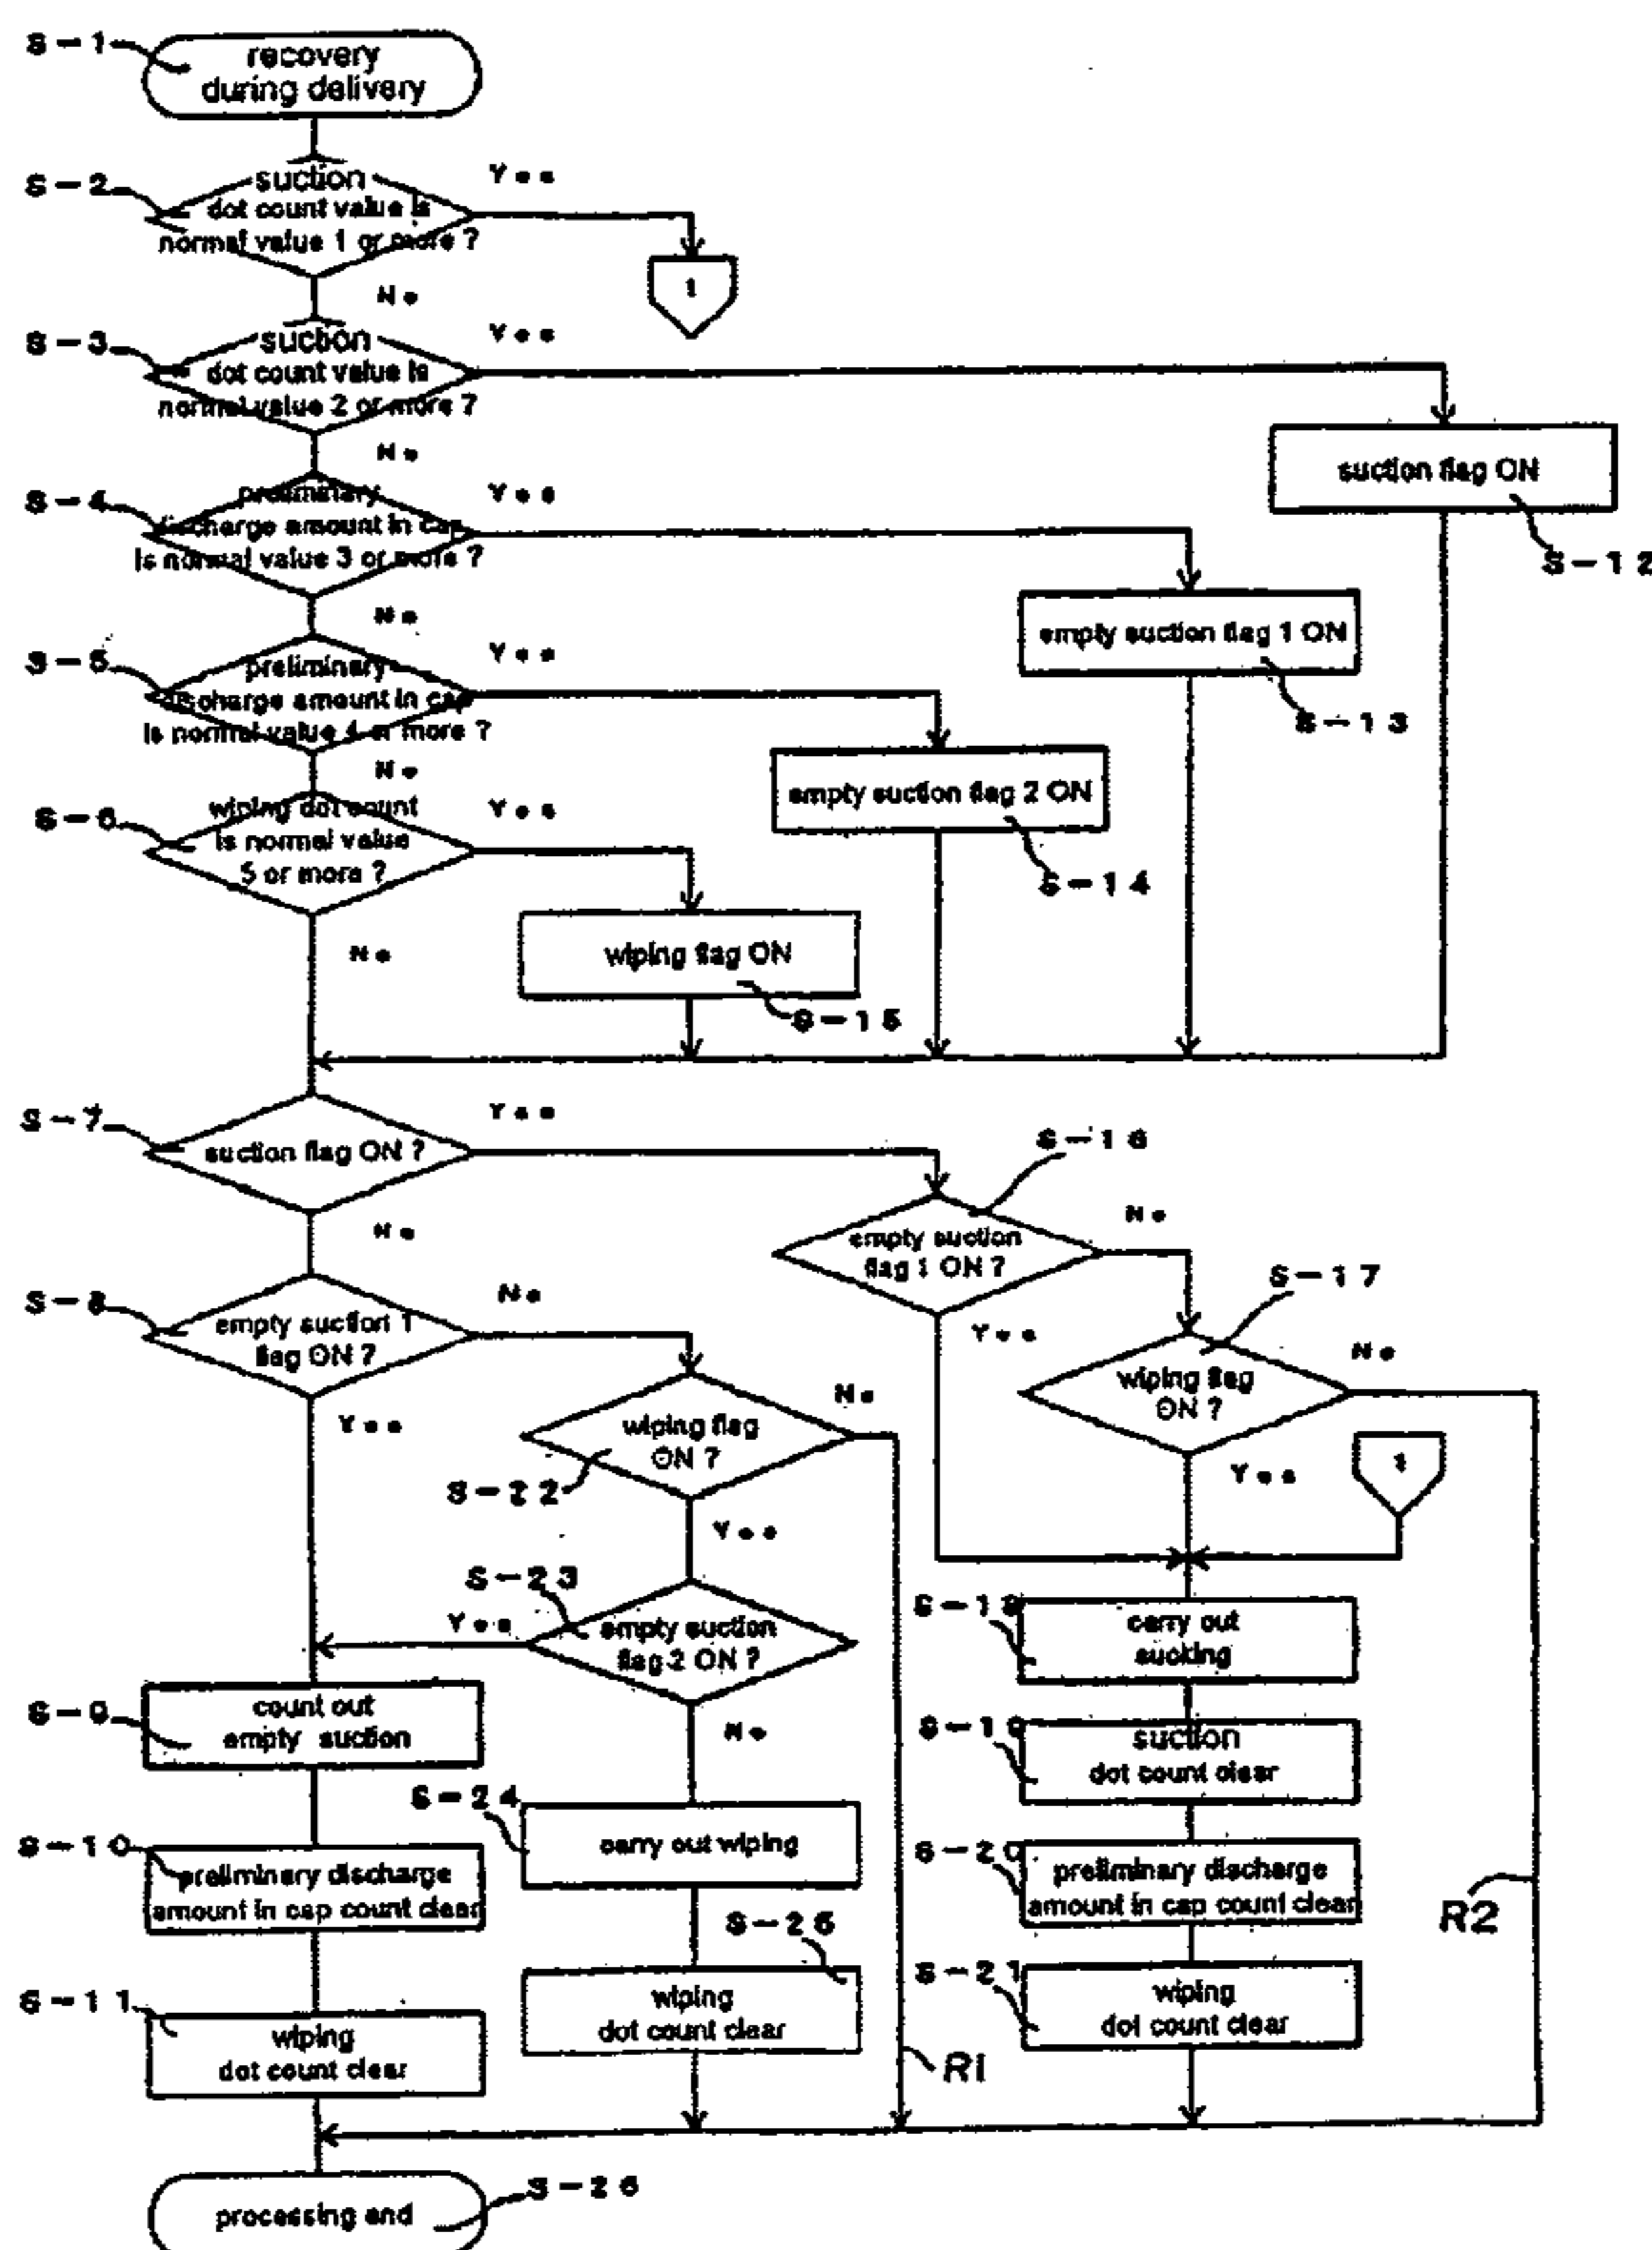 S-1
recovery
during delivery
S-2
suction
dot count value is
normal value 1 or more ?
Yes
1
No
S-3
suction
dot count value is
normal value 2 or more ?
Yes
suction flag ON
S-12
No
S-4
preliminary
discharge amount in cap
is normal value 3 or more ?
Yes
empty suction flag 1 ON
S-13
No
S-5
preliminary
discharge amount in cap
is normal value 4 or more ?
Yes
empty suction flag 2 ON
S-14
No
S-6
wiping dot count
is normal value
5 or more ?
Yes
wiping flag ON
S-15
No
S-7
suction flag ON ?
Yes
S-16
empty suction
flag 1 ON ?
No
Yes
S-17
wiping flag
ON ?
No
Yes
1
No
S-8
empty suction 1
flag ON ?
No
Yes
wiping flag
ON ?
S-22
No
Yes
S-23
empty suction
flag 2 ON ?
Yes
No
S-18
carry out
sucking
S-9
count out
empty suction
S-19
suction
dot count clear
S-24
carry out wiping
S-10
preliminary discharge
amount in cap count clear
S-20
preliminary discharge
amount in cap count clear
R2
S-25
wiping
dot count clear
S-21
wiping
dot count clear
S-11
wiping
dot count clear
R1
processing end
S-26